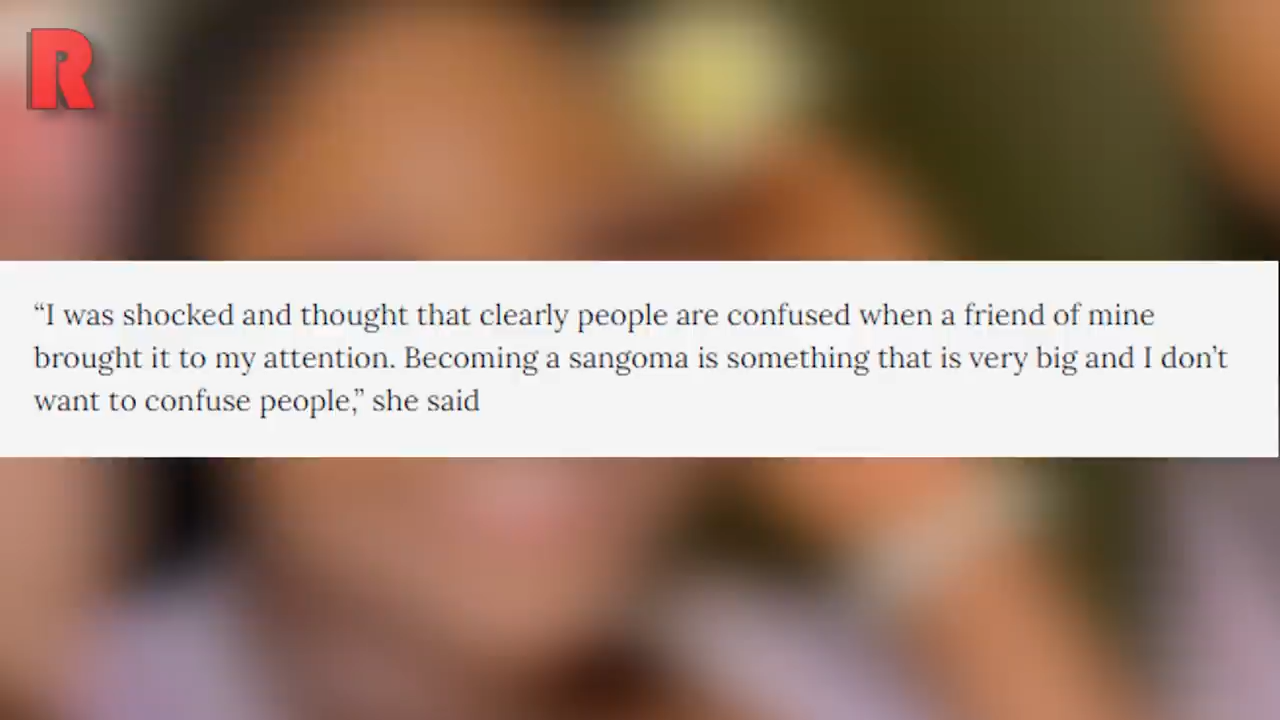 R
“I was shocked and thought that clearly people are confused when a friend of mine
brought it to my attention. Becoming a sangoma is something that is very big and I don’t
want to confuse people,” she said